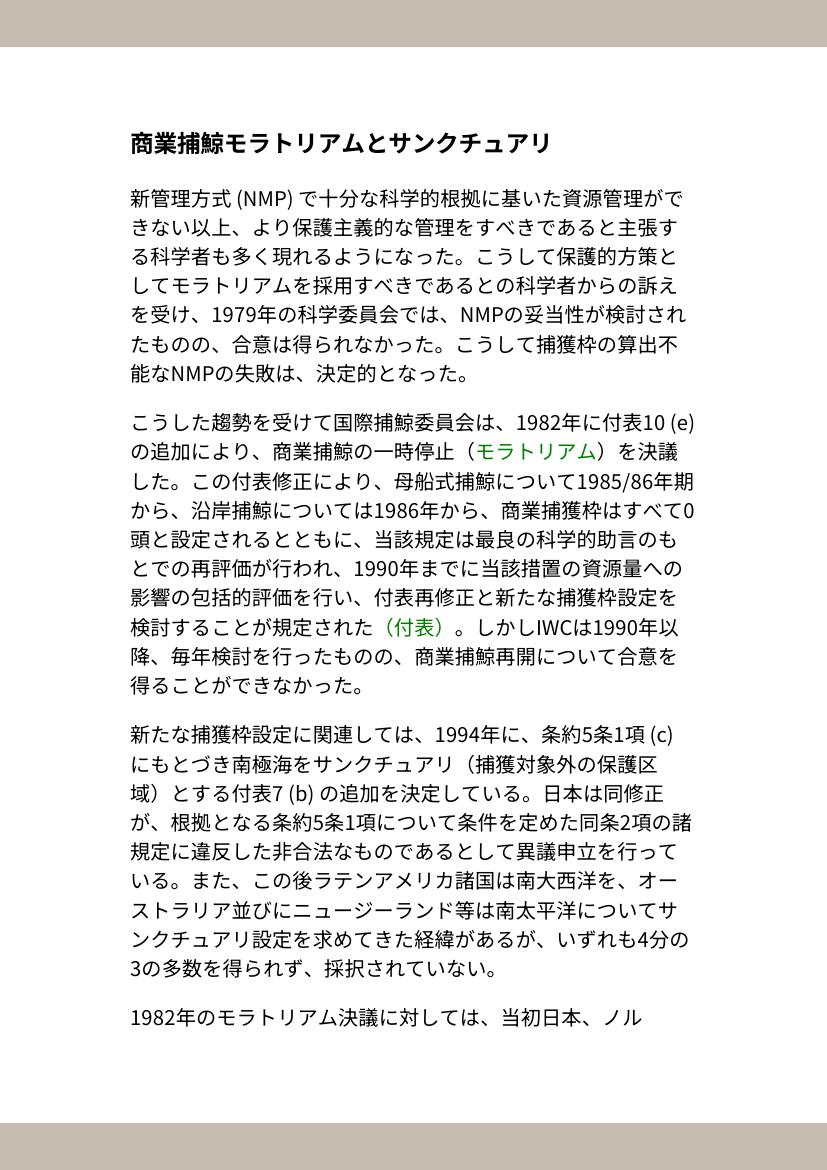 商業捕鯨モラトリアムとサンクチュアリ
新管理方式 (NMP) で十分な科学的根拠に基いた資源管理がで
きない以上、より保護主義的な管理をすべきであると主張す
る科学者も多く現れるようになった。こうして保護的方策と
してモラトリアムを採用すべきであるとの科学者からの訴え
を受け、1979年の科学委員会では、NMPの妥当性が検討され
たものの、合意は得られなかった。こうして捕獲枠の算出不
能なNMPの失敗は、決定的となった。
こうした趨勢を受けて国際捕鯨委員会は、1982年に付表10 (e)
の追加により、商業捕鯨の一時停止（モラトリアム）を決議
した。この付表修正により、母船式捕鯨について1985/86年期
から、沿岸捕鯨については1986年から、商業捕獲枠はすべて0
頭と設定されるとともに、当該規定は最良の科学的助言のも
とでの再評価が行われ、1990年までに当該措置の資源量への
影響の包括的評価を行い、付表再修正と新たな捕獲枠設定を
検討することが規定された（付表）。しかしIWCは1990年以
降、毎年検討を行ったものの、商業捕鯨再開について合意を
得ることができなかった。
新たな捕獲枠設定に関連しては、1994年に、条約5条1項 (c)
にもとづき南極海をサンクチュアリ（捕獲対象外の保護区
域）とする付表7 (b) の追加を決定している。日本は同修正
が、根拠となる条約5条1項について条件を定めた同条2項の諸
規定に違反した非合法なものであるとして異議申立を行って
いる。また、この後ラテンアメリカ諸国は南大西洋を、オー
ストラリア並びにニュージーランド等は南太平洋についてサ
ンクチュアリ設定を求めてきた経緯があるが、いずれも4分の
3の多数を得られず、採択されていない。
1982年のモラトリアム決議に対しては、当初日本、ノル